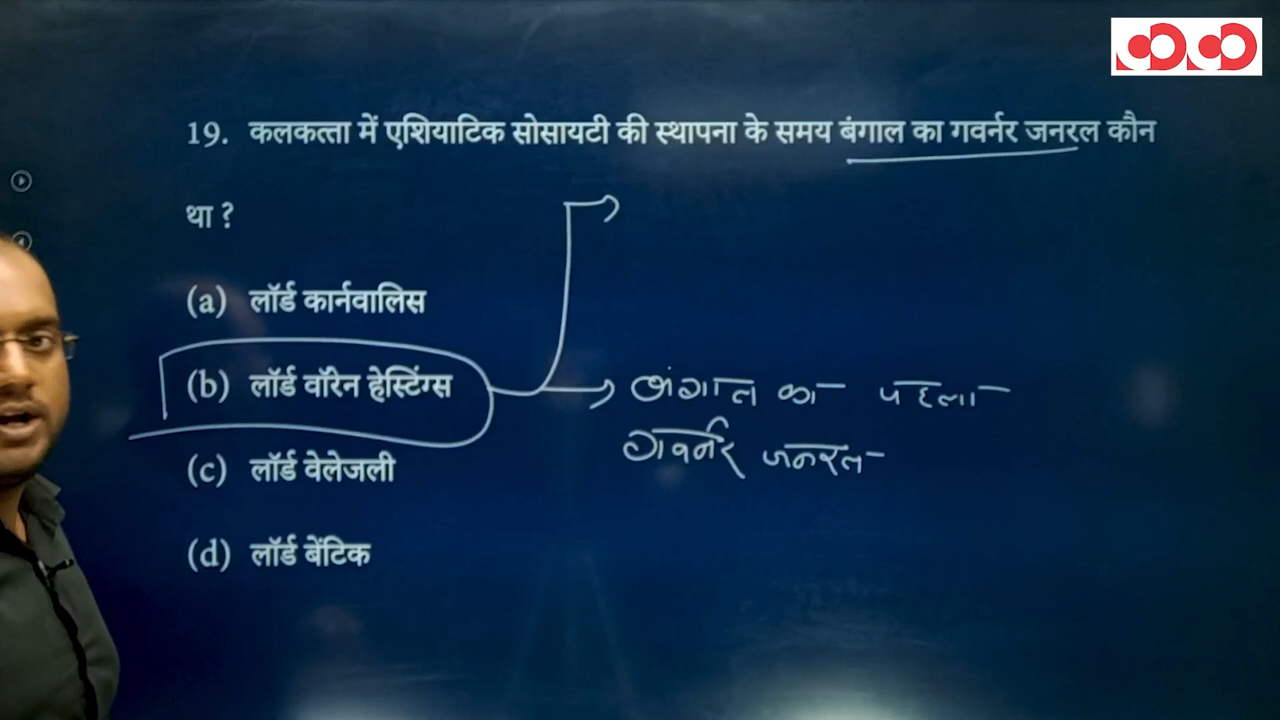 19. कलकत्ता में एशियाटिक सोसायटी की स्थापना के समय बंगाल का गवर्नर जनरल कौन
था ?
(a) लॉर्ड कार्नवालिस
(b) लॉर्ड वॉरेन हेस्टिंग्स
बंगाल का पहला
गवर्नर जनरल
(c) लॉर्ड वेलेजली
(d) लॉर्ड बेंटिक